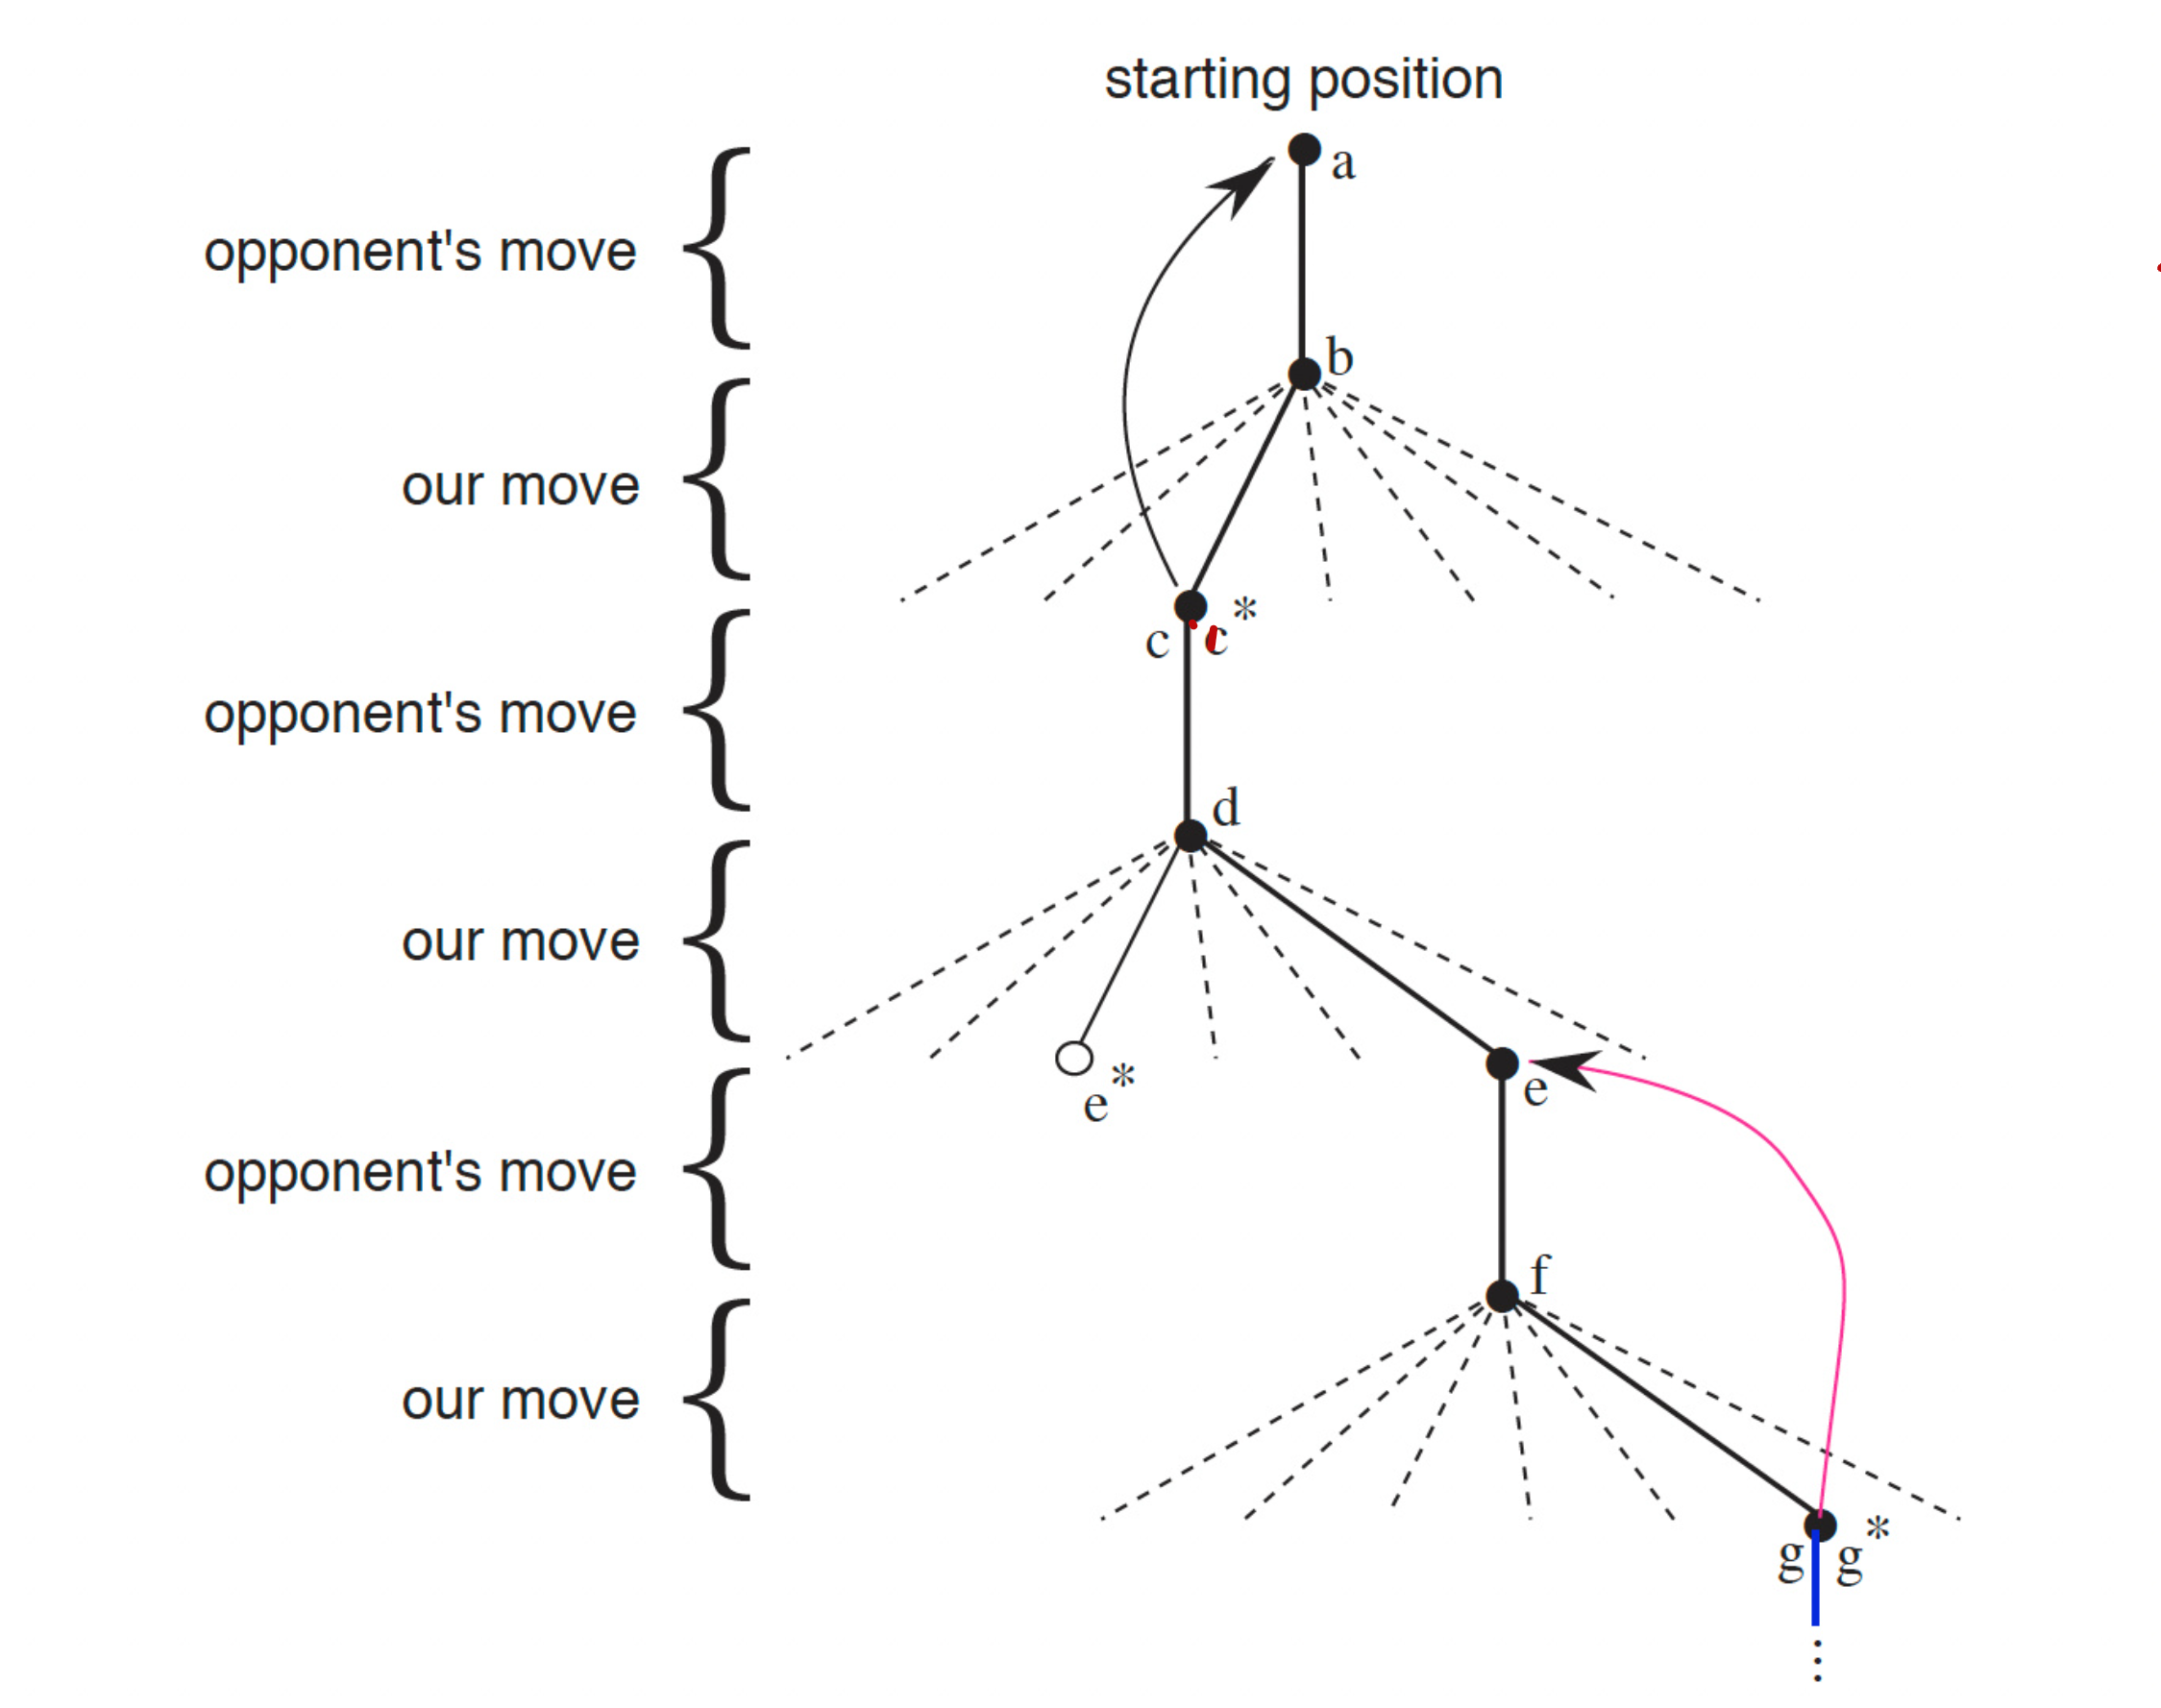 starting position
a
opponent's move
b
our move
c c*
opponent's move
d
our move
e*
e
opponent's move
f
our move
g g*